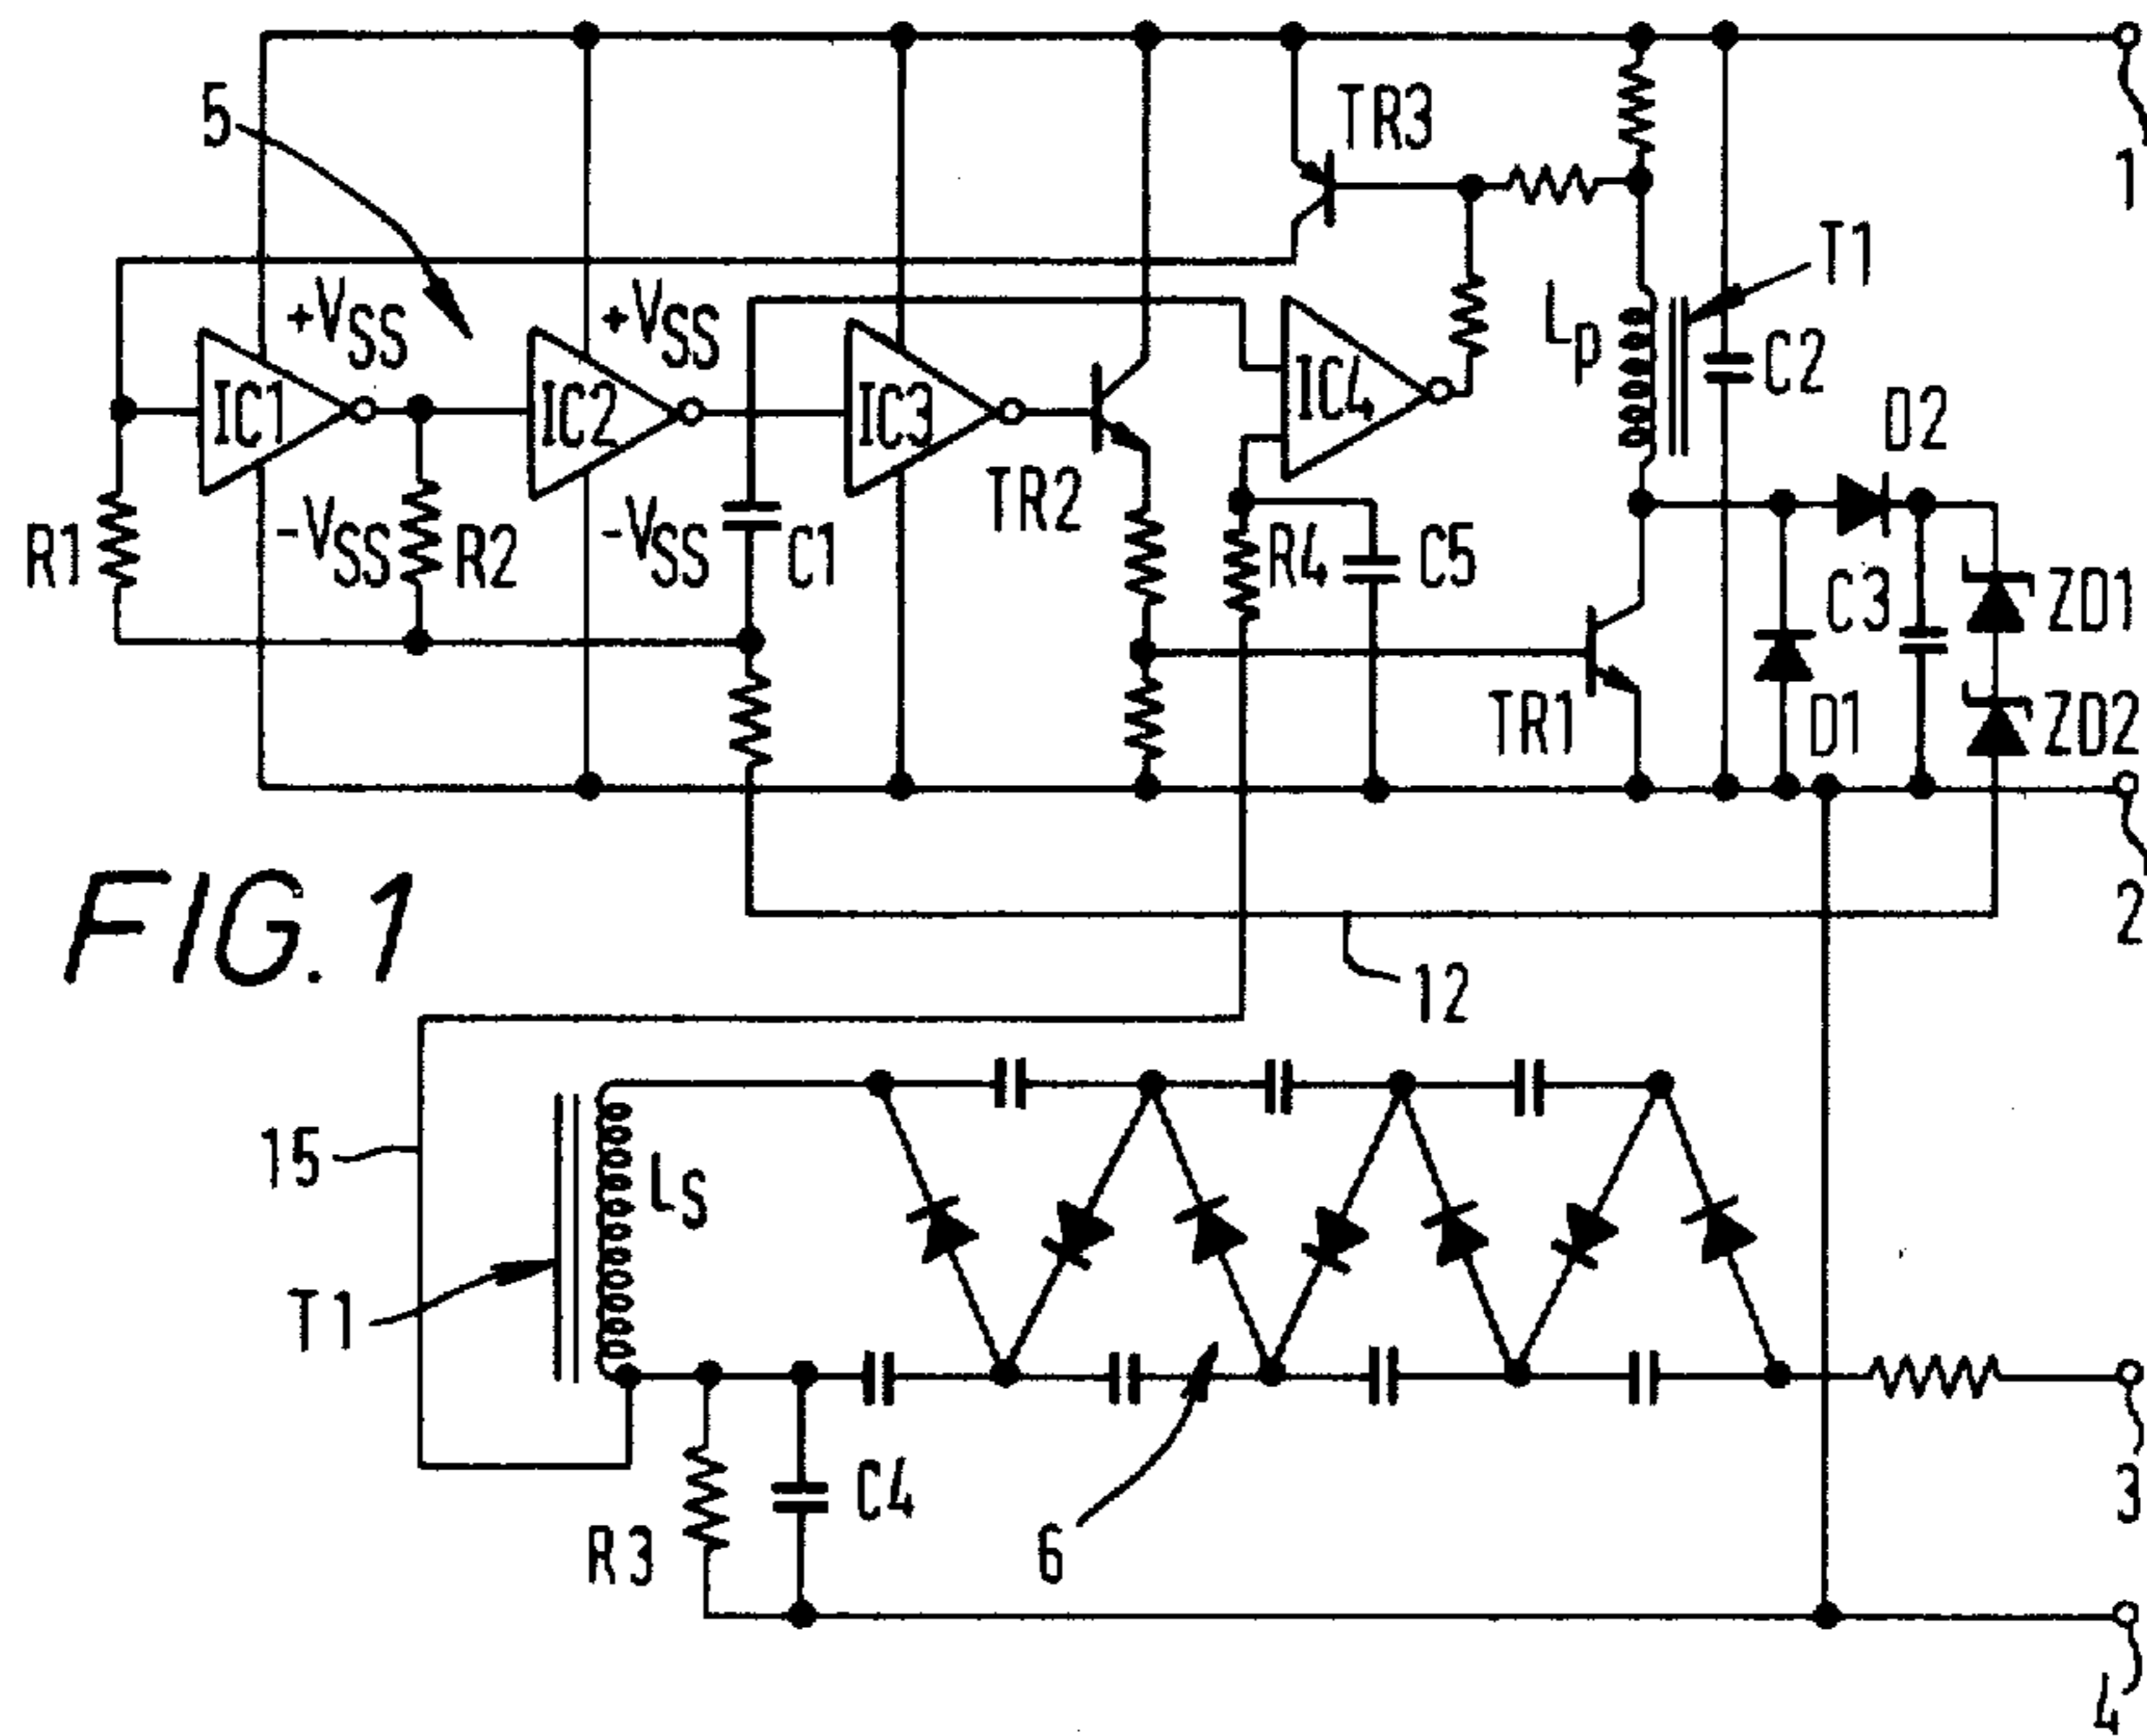 5
TR3
1
T1
+VSS
+VSS
LP
C2
IC1
IC2
IC3
IC4
D2
R1
-VSS
R2
-VSS
C1
TR2
R4
C5
C3
ZD1
TR1
D1
ZD2
FIG. 1
2
12
15
LS
T1
R3
C4
6
3
4